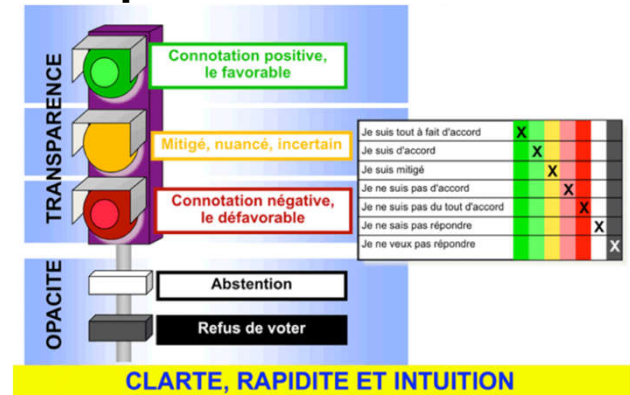 TRANSPARENCE
Connotation positive,
le favorable
Mitigé, nuancé, incertain
Connotation négative,
le défavorable
OPACITE
Abstention
Refus de voter
Je suis tout à fait d'accord X
Je suis d'accord X
Je suis mitigé X
Je ne suis pas d'accord X
Je ne suis pas du tout d'accord X
Je ne sais pas répondre X
Je ne veux pas répondre X
CLARTE, RAPIDITE ET INTUITION